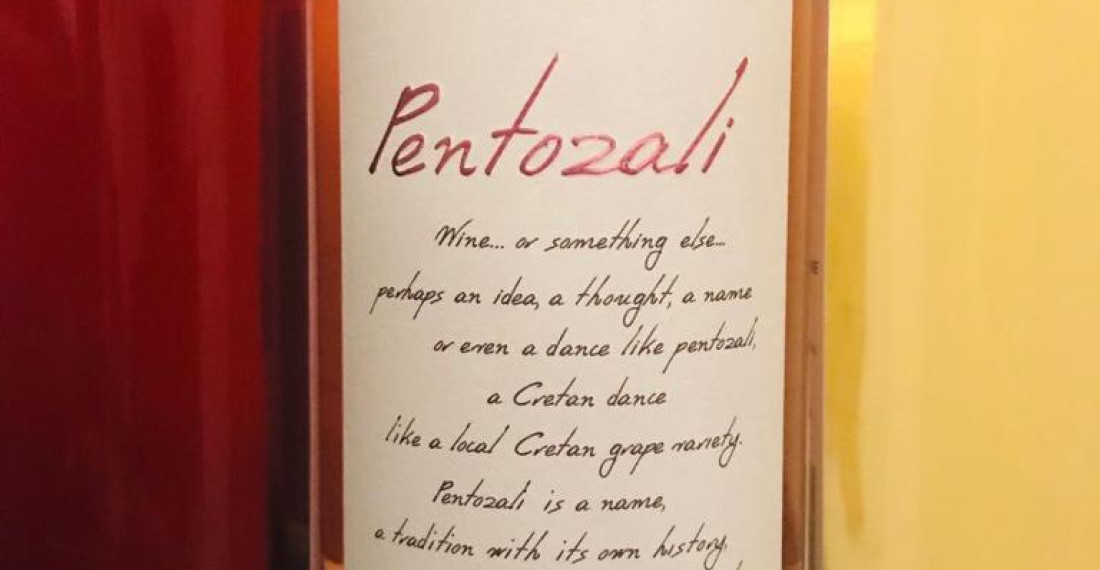 Pentozali
Wine... or something else...
perhaps an idea, a thought, a name
or even a dance like pentozali,
a Cretan dance
like a local Cretan grape variety.
Pentozali is a name,
a tradition with its own history,